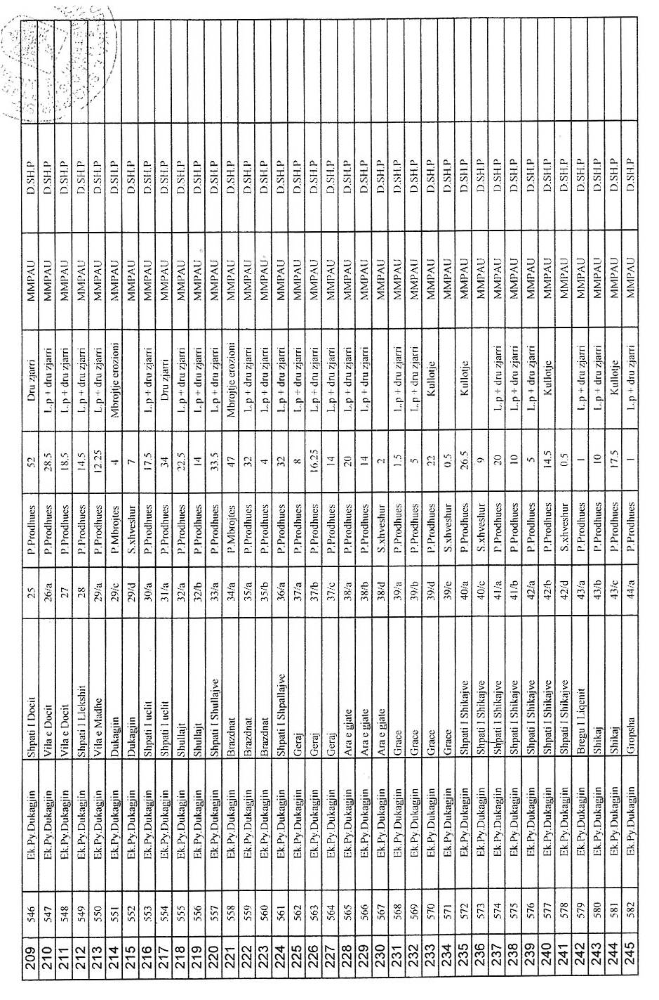 209 546 Ek.Py.Dukagjin Shpati I Docit 25 P.Prodhues 52 Dru zjarri MMPAU D.SH.P
210 547 Ek.Py.Dukagjin Vila e Docit 26/a P.Prodhues 28.5 L.p + dru zjarri MMPAU D.SH.P
211 548 Ek.Py.Dukagjin Vila e Docit 27 P.Prodhues 18.5 L.p + dru zjarri MMPAU D.SH.P
212 549 Ek.Py.Dukagjin Shpati I Llekshit 28 P.Prodhues 14.5 L.p + dru zjarri MMPAU D.SH.P
213 550 Ek.Py.Dukagjin Vila e Madhe 29/a P.Prodhues 12.25 L.p + dru zjarri MMPAU D.SH.P
214 551 Ek.Py.Dukagjin Dukagjin 29/c P.Mbrojtes 4 Mbrojtje erozioni MMPAU D.SH.P
215 552 Ek.Py.Dukagjin Dukagjin 29/d S.xhveshur 7 MMPAU D.SH.P
216 553 Ek.Py.Dukagjin Shpati I uelit 30/a P.Prodhues 17.5 L.p + dru zjarri MMPAU D.SH.P
217 554 Ek.Py.Dukagjin Shpati I uelit 31/a P.Prodhues 34 Dru zjarri MMPAU D.SH.P
218 555 Ek.Py.Dukagjin Shullajt 32/a P.Prodhues 22.5 L.p + dru zjarri MMPAU D.SH.P
219 556 Ek.Py.Dukagjin Shullajt 32/b P.Prodhues 14 L.p + dru zjarri MMPAU D.SH.P
220 557 Ek.Py.Dukagjin Shpati I Shullajve 33/a P.Prodhues 33.5 L.p + dru zjarri MMPAU D.SH.P
221 558 Ek.Py.Dukagjin Brazdnat 34/a P.Mbrojtes 47 Mbrojtje erozioni MMPAU D.SH.P
222 559 Ek.Py.Dukagjin Brazdnat 35/a P.Prodhues 32 L.p + dru zjarri MMPAU D.SH.P
223 560 Ek.Py.Dukagjin Brazdnat 35/b P.Prodhues 4 L.p + dru zjarri MMPAU D.SH.P
224 561 Ek.Py.Dukagjin Shpati I Shpallajve 36/a P.Prodhues 32 L.p + dru zjarri MMPAU D.SH.P
225 562 Ek.Py.Dukagjin Geraj 37/a P.Prodhues 8 L.p + dru zjarri MMPAU D.SH.P
226 563 Ek.Py.Dukagjin Geraj 37/b P.Prodhues 16.25 L.p + dru zjarri MMPAU D.SH.P
227 564 Ek.Py.Dukagjin Geraj 37/c P.Prodhues 14 L.p + dru zjarri MMPAU D.SH.P
228 565 Ek.Py.Dukagjin Ara e gjate 38/a P.Prodhues 20 L.p + dru zjarri MMPAU D.SH.P
229 566 Ek.Py.Dukagjin Ara e gjate 38/b P.Prodhues 14 L.p + dru zjarri MMPAU D.SH.P
230 567 Ek.Py.Dukagjin Ara e gjate 38/d S.xhveshur 2 MMPAU D.SH.P
231 568 Ek.Py.Dukagjin Grace 39/a P.Prodhues 1.5 L.p + dru zjarri MMPAU D.SH.P
232 569 Ek.Py.Dukagjin Grace 39/b P.Prodhues 5 L.p + dru zjarri MMPAU D.SH.P
233 570 Ek.Py.Dukagjin Grace 39/d P.Prodhues 22 Kullotje MMPAU D.SH.P
234 571 Ek.Py.Dukagjin Grace 39/e S.xhveshur 0.5 MMPAU D.SH.P
235 572 Ek.Py.Dukagjin Shpati I Shikajve 40/a P.Prodhues 26.5 Kullotje MMPAU D.SH.P
236 573 Ek.Py.Dukagjin Shpati I Shikajve 40/c S.xhveshur 9 MMPAU D.SH.P
237 574 Ek.Py.Dukagjin Shpati I Shikajve 41/a P.Prodhues 20 L.p + dru zjarri MMPAU D.SH.P
238 575 Ek.Py.Dukagjin Shpati I Shikajve 41/b P.Prodhues 10 L.p + dru zjarri MMPAU D.SH.P
239 576 Ek.Py.Dukagjin Shpati I Shikajve 42/a P.Prodhues 5 L.p + dru zjarri MMPAU D.SH.P
240 577 Ek.Py.Dukagjin Shpati I Shikajve 42/b P.Prodhues 14.5 Kullotje MMPAU D.SH.P
241 578 Ek.Py.Dukagjin Shpati I Shikajve 42/d S.xhveshur 0.5 MMPAU D.SH.P
242 579 Ek.Py.Dukagjin Bregu I Liqenit 43/a P.Prodhues 1 L.p + dru zjarri MMPAU D.SH.P
243 580 Ek.Py.Dukagjin Shikaj 43/b P.Prodhues 10 L.p + dru zjarri MMPAU D.SH.P
244 581 Ek.Py.Dukagjin Shikaj 43/c P.Prodhues 17.5 Kullotje MMPAU D.SH.P
245 582 Ek.Py.Dukagjin Gropsha 44/a P.Prodhues 1 L.p + dru zjarri MMPAU D.SH.P